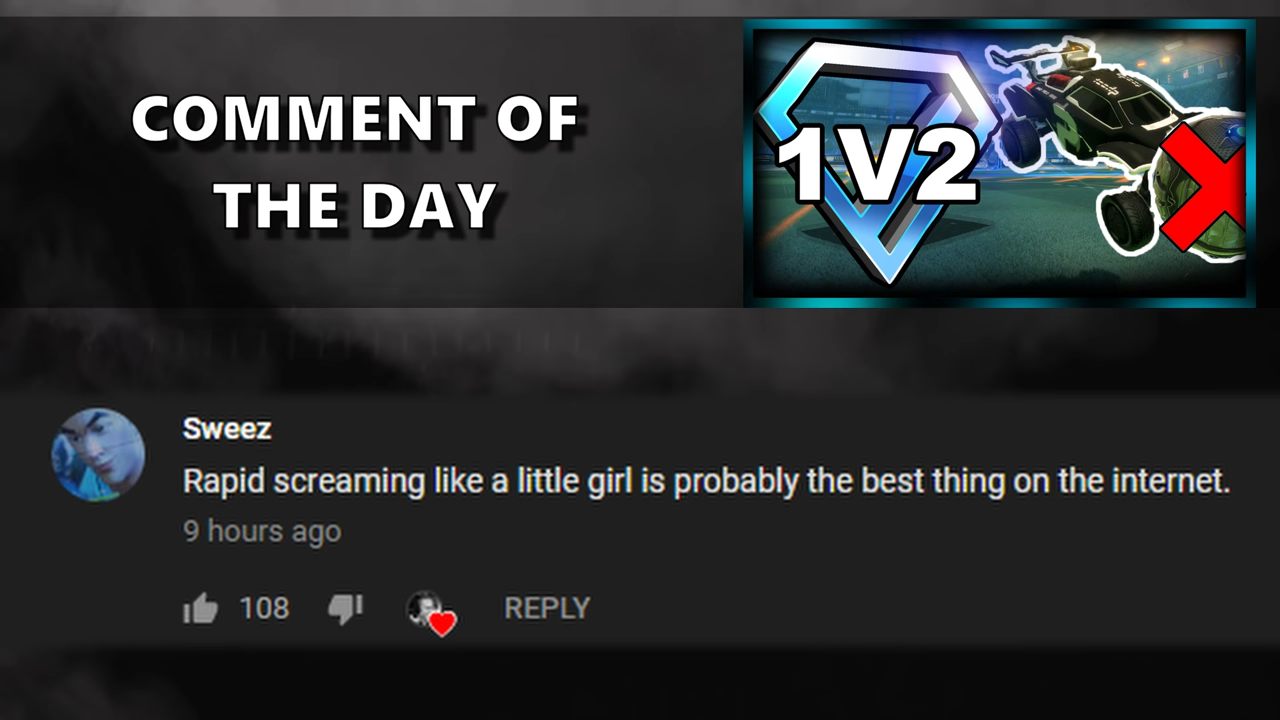 COMMENT OF
THE DAY
1V2
Sweez
Rapid screaming like a little girl is probably the best thing on the internet.
9 hours ago
108
REPLY